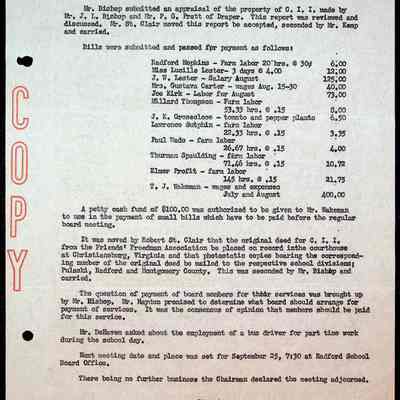 Mr. Bishop submitted an appraisal of the property of C. I. I. made by
Mr. J. L. Bishop and Mr. P. G. Pratt of Draper. This report was reviewed and
discussed. Mr. St. Clair moved this report be accepted, seconded by Mr. Kemp
and carried.
Bills were submitted and passed for payment as follows:
Radford Hopkins - Farm labor 20 hrs. @ 30¢ 6.00
Miss Lucille Lester- 3 days @ 4.00 12.00
J. W. Lester - Salary August 125.00
Mrs. Gustava Carter - wages Aug. 15-30 40.00
Joe Kirk - Labor for August 73.00
Millard Thompson - Farm labor
53.33 hrs. @ .15 8.00
J. K. Groseclose - tomato and pepper plants 6.50
Lawrence Sutphin - farm labor
22.33 hrs. @ .15 3.35
Paul Wade - farm labor
26.67 hrs. @ .15 4.00
Thurman Spaulding - farm labor
71.46 hrs. @ .15 10.72
Elmer Profit - farm labor
145 hrs. @ .15 21.75
T. J. Wakeman - wages and expenses
July and August 400.00
A petty cash fund of $100.00 was authorized to be given to Mr. Wakeman
to use in the payment of small bills which have to be paid before the regular
board meeting.
It was moved by Robert St. Clair that the original deed for C. I. I.
from the Friends' Freedman Association be placed on record in the courthouse
at Christiansburg, Virginia and that photostatic copies bearing the correspond-
ing number of the original deed be mailed to the respective school divisions;
Pulaski, Radford and Montgomery County. This was seconded by Mr. Bishop and
carried.
The question of payment of board members for their services was brought up
by Mr. Bishop. Mr. Hayton promised to determine what board should arrange for
payment of services. It was the consensus of opinion that members should be paid
for this service.
Mr. DeHaven asked about the employment of a bus driver for part time work
during the school day.
Next meeting date and place was set for September 25, 7:30 at Radford School
Board Office.
There being no further business the Chairman declared the meeting adjourned.
COPY